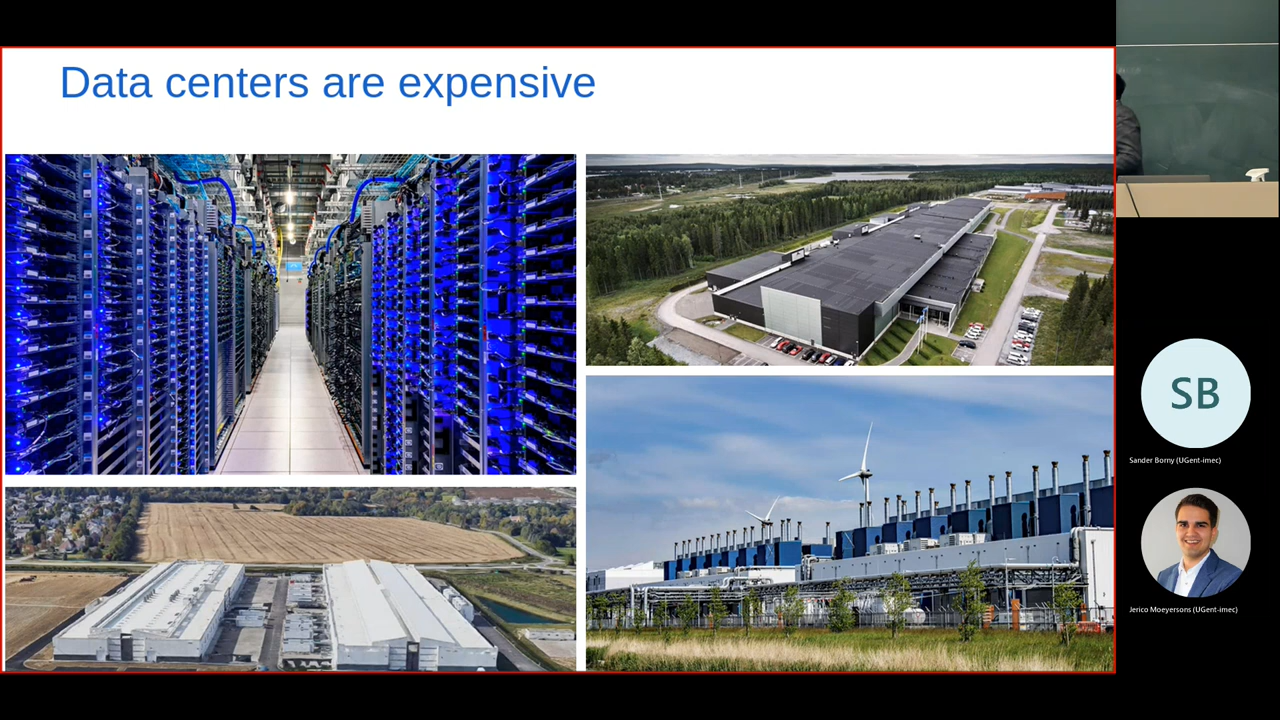 Data centers are expensive
SB
Sander Borny (UGent-imec)
Jerico Moeyersons (UGent-imec)